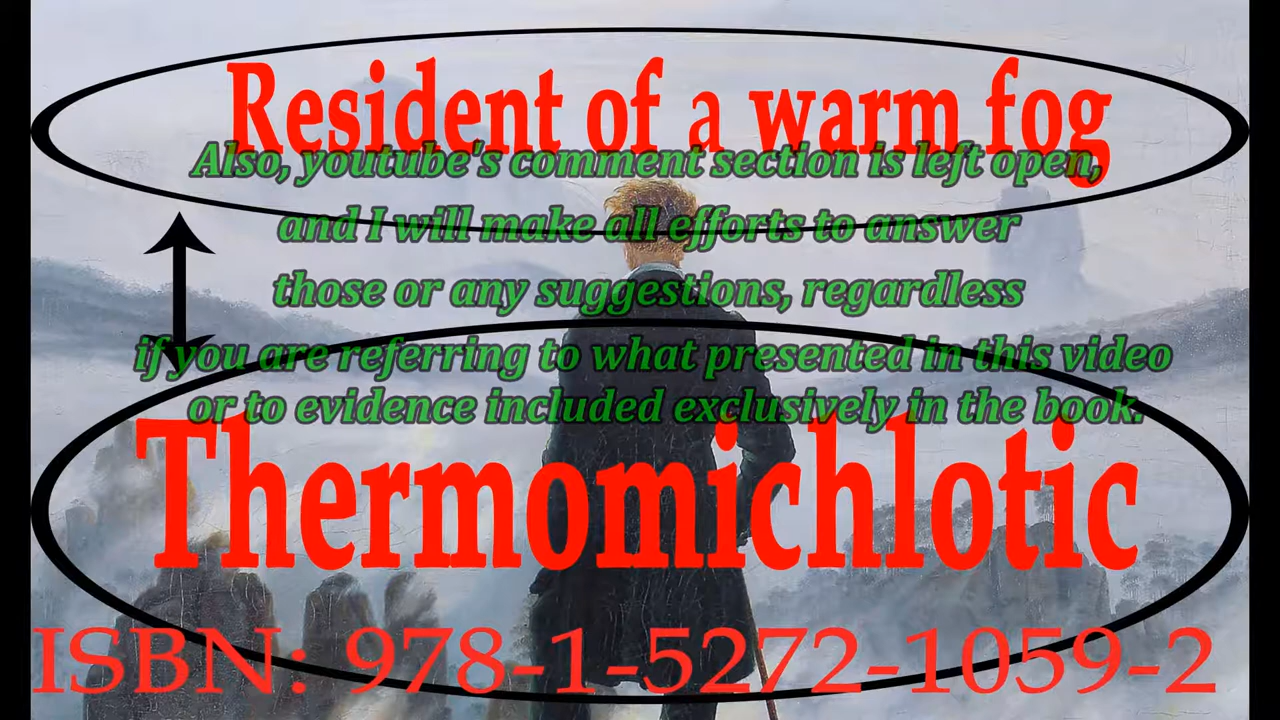 Resident of a warm fog
Also, youtube's comment section is left open,
and I will make all efforts to answer
those or any suggestions, regardless
if you are referring to what presented in this video
or to evidence included exclusively in the book.
Thermomichlotic
ISBN: 978-1-5272-1059-2